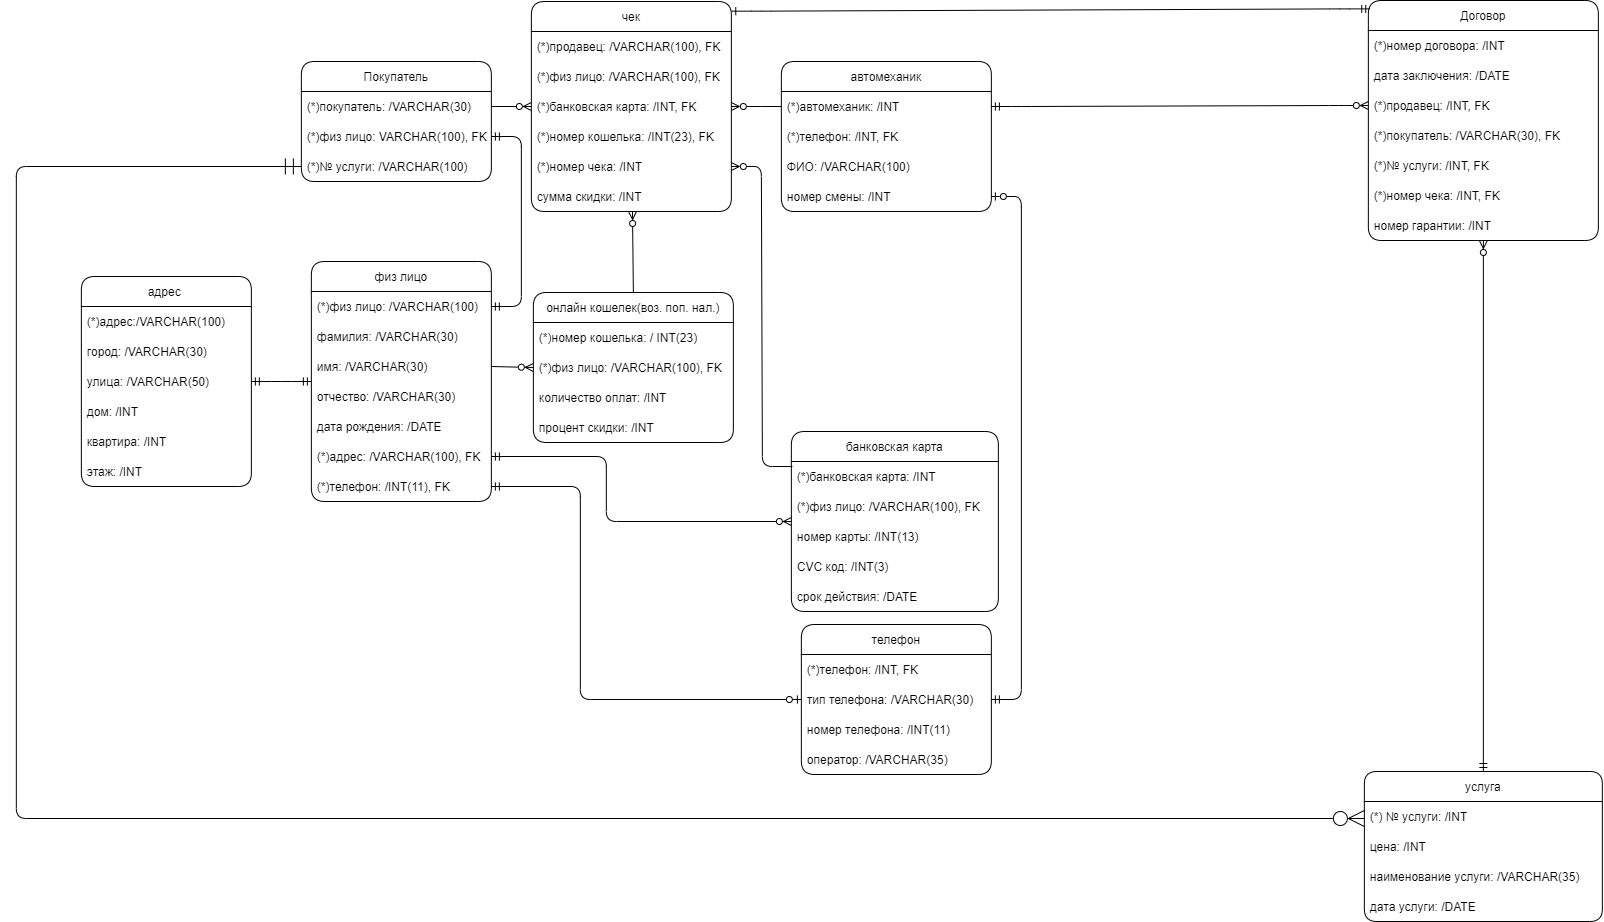 чек
(*)продавец: /VARCHAR(100), FK
(*)физ лицо: /VARCHAR(100), FK
(*)банковская карта: /INT, FK
(*)номер кошелька: /INT(23), FK
(*)номер чека: /INT
сумма скидки: /INT
Договор
(*)номер договора: /INT
дата заключения: /DATE
(*)продавец: /INT, FK
(*)покупатель: /VARCHAR(30), FK
(*)№ услуги: /INT, FK
(*)номер чека: /INT, FK
номер гарантии: /INT
Покупатель
(*)покупатель: /VARCHAR(30)
(*)физ лицо: VARCHAR(100), FK
(*)№ услуги: /VARCHAR(100)
автомеханик
(*)автомеханик: /INT
(*)телефон: /INT, FK
ФИО: /VARCHAR(100)
номер смены: /INT
адрес
(*)адрес:/VARCHAR(100)
город: /VARCHAR(30)
улица: /VARCHAR(50)
дом: /INT
квартира: /INT
этаж: /INT
физ лицо
(*)физ лицо: /VARCHAR(100)
фамилия: /VARCHAR(30)
имя: /VARCHAR(30)
отчество: /VARCHAR(30)
дата рождения: /DATE
(*)адрес: /VARCHAR(100), FK
(*)телефон: /INT(11), FK
онлайн кошелек(воз. поп. нал.)
(*)номер кошелька: / INT(23)
(*)физ лицо: /VARCHAR(100), FK
количество оплат: /INT
процент скидки: /INT
банковская карта
(*)банковская карта: /INT
(*)физ лицо: /VARCHAR(100), FK
номер карты: /INT(13)
CVC код: /INT(3)
срок действия: /DATE
телефон
(*)телефон: /INT, FK
тип телефона: /VARCHAR(30)
номер телефона: /INT(11)
оператор: /VARCHAR(35)
услуга
(*) № услуги: /INT
цена: /INT
наименование услуги: /VARCHAR(35)
дата услуги: /DATE